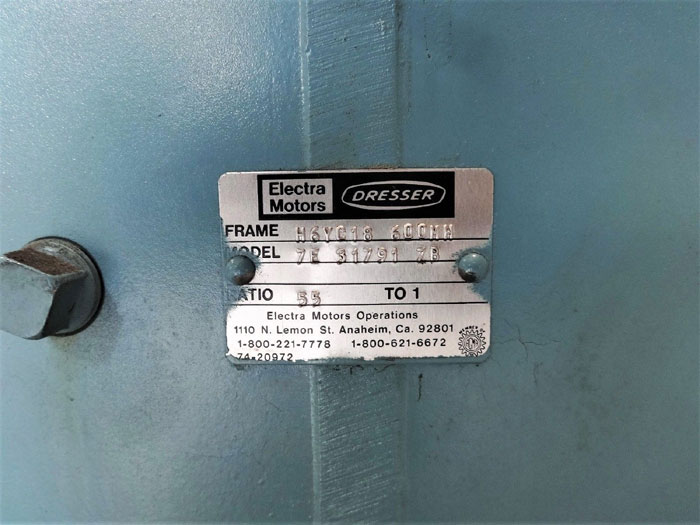 Electra Motors DRESSER
FRAME H6YC18 600HH
MODEL 7E 31791 ZB
RATIO 55 TO 1
Electra Motors Operations
1110 N. Lemon St. Anaheim, Ca. 92801
1-800-221-7778 1-800-621-6672
74-20972